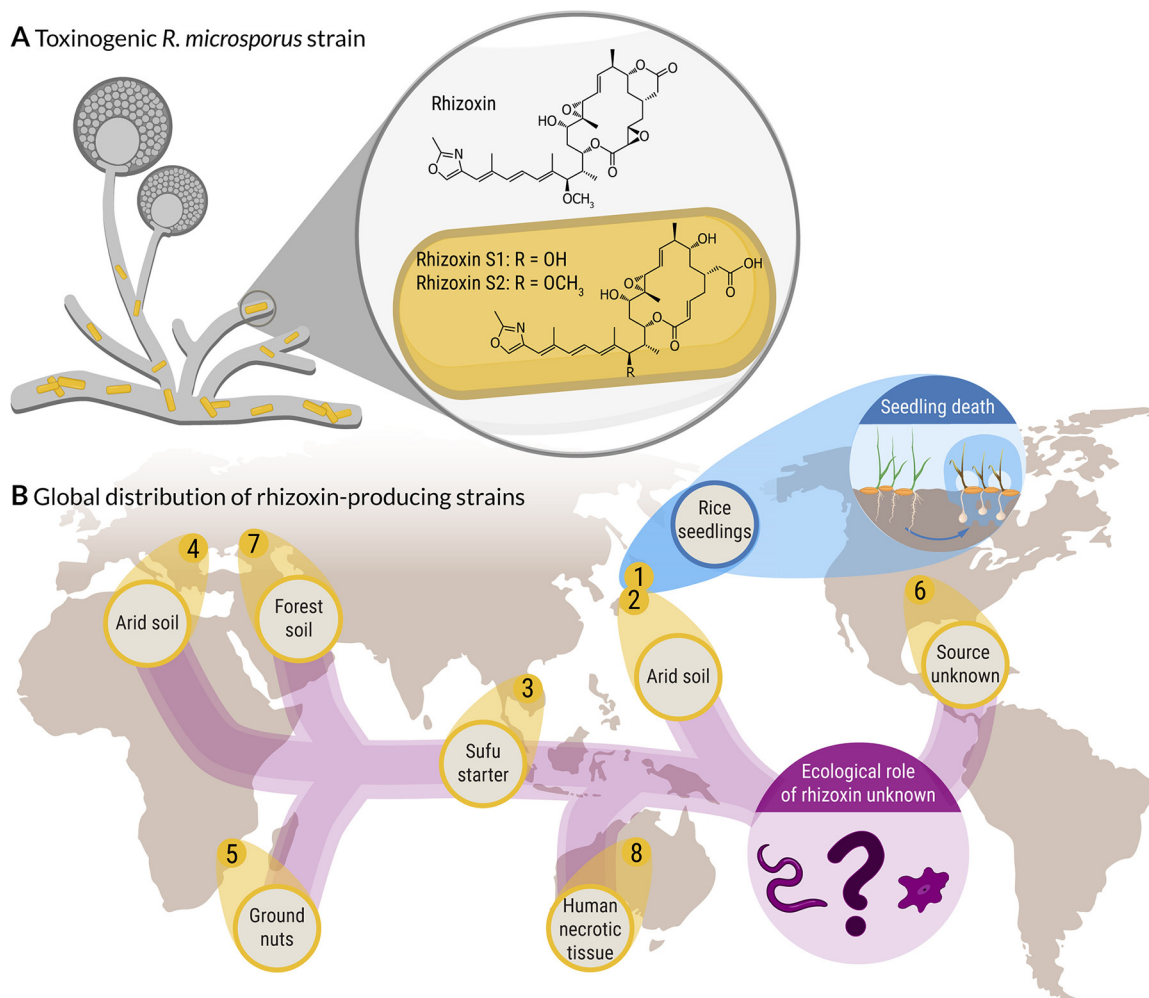 A Toxinogenic R. microsporus strain
Rhizoxin
O
O
O
HO
O
O
O
N
O
OCH₃
Rhizoxin S1: R = OH
Rhizoxin S2: R = OCH₃
OH
OH
O
O
HO
O
O
N
O
R
B Global distribution of rhizoxin-producing strains
Seedling death
Rice
seedlings
1
2
4
7
6
Arid soil
Forest
soil
Arid soil
Source
unknown
3
Sufu
starter
Ecological role
of rhizoxin unknown
?
5
8
Ground
nuts
Human
necrotic
tissue